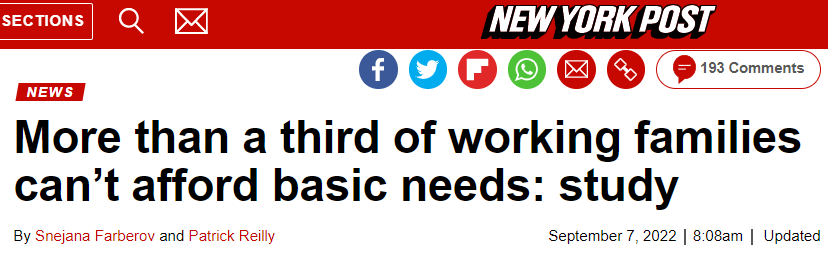 SECTIONS
NEW YORK POST
193 Comments
NEWS
More than a third of working families
can't afford basic needs: study
By Snejana Farberov and Patrick Reilly
September 7, 2022 | 8:08am | Updated